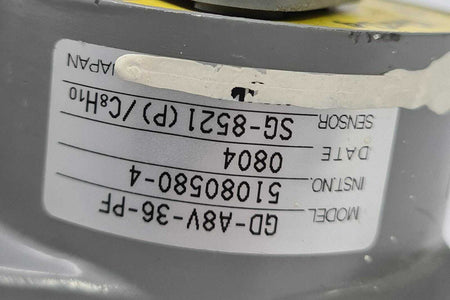 MODEL GD-A8V-36-PF
INST.NO. 51080580-4
DATE 0804
SENSOR SG-8521(P)/C8H10
JAPAN